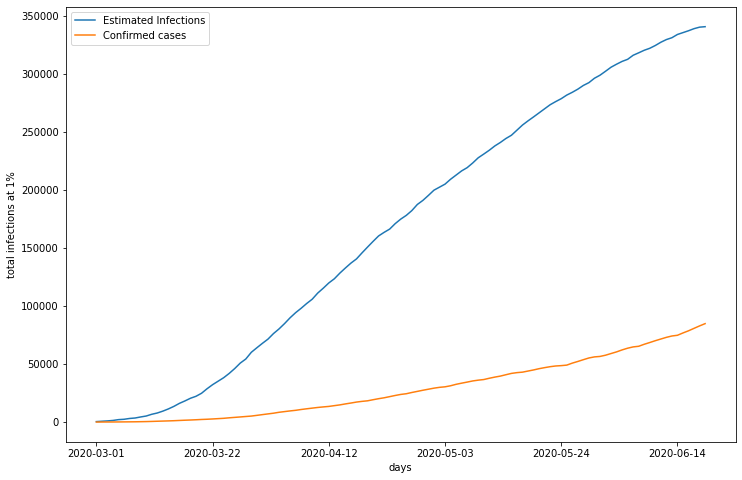 Estimated Infections
Confirmed cases
350000
300000
250000
200000
150000
100000
50000
0
total infections at 1%
2020-03-01 2020-03-22 2020-04-12 2020-05-03 2020-05-24 2020-06-14
days